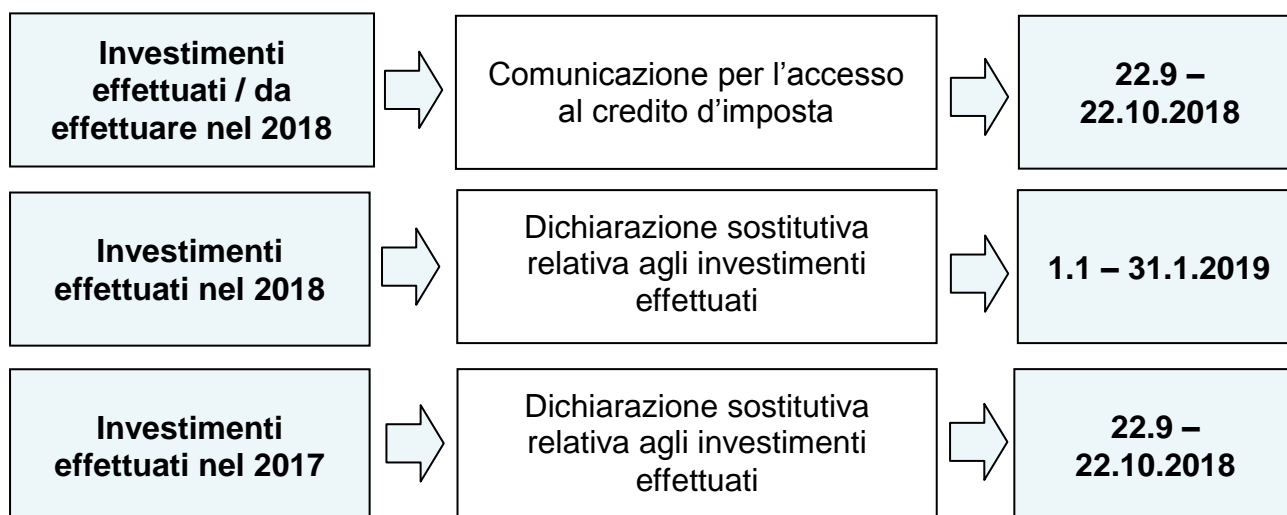 Investimenti
effettuati / da
effettuare nel 2018
Comunicazione per l'accesso
al credito d'imposta
22.9 –
22.10.2018
Investimenti
effettuati nel 2018
Dichiarazione sostitutiva
relativa agli investimenti
effettuati
1.1 – 31.1.2019
Investimenti
effettuati nel 2017
Dichiarazione sostitutiva
relativa agli investimenti
effettuati
22.9 –
22.10.2018